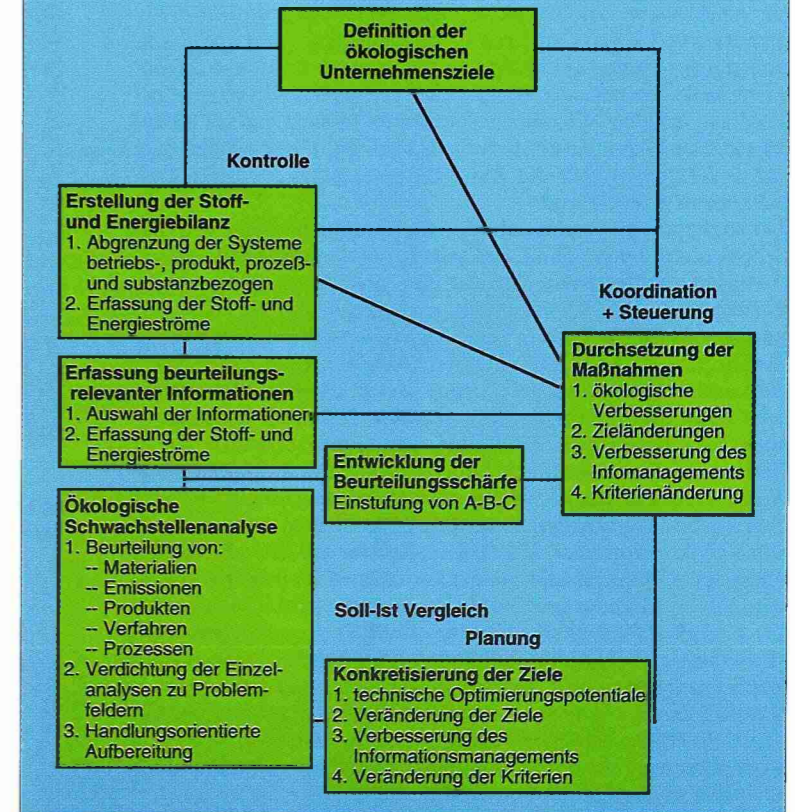 Definition der
ökologischen
Unternehmensziele
Kontrolle
Erstellung der Stoff-
und Energiebilanz
1. Abgrenzung der Systeme
betriebs-, produkt, prozeß-
und substanzbezogen
2. Erfassung der Stoff- und
Energieströme
Koordination
+ Steuerung
Erfassung beurteilungs-
relevanter Informationen
1. Auswahl der Informationen
2. Erfassung der Stoff- und
Energieströme
Durchsetzung der
Maßnahmen
1. ökologische
Verbesserungen
2. Zieländerungen
3. Verbesserung des
Infomanagements
4. Kriterienänderung
Entwicklung der
Beurteilungsschärfe
Einstufung von A-B-C
Ökologische
Schwachstellenanalyse
1. Beurteilung von:
-- Materialien
-- Emissionen
-- Produkten
-- Verfahren
-- Prozessen
2. Verdichtung der Einzel-
analysen zu Problem-
feldern
3. Handlungsorientierte
Aufbereitung
Soll-Ist Vergleich
Planung
Konkretisierung der Ziele
1. technische Optimierungspotentiale
2. Veränderung der Ziele
3. Verbesserung des
Informationsmanagements
4. Veränderung der Kriterien